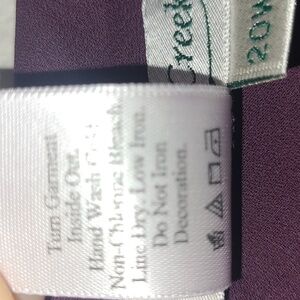 Creek
20W
Turn Garment
Inside Out.
Hand Wash Cold
Non-Chlorine Bleach.
Line Dry, Low Iron.
Do Not Iron
Decoration.